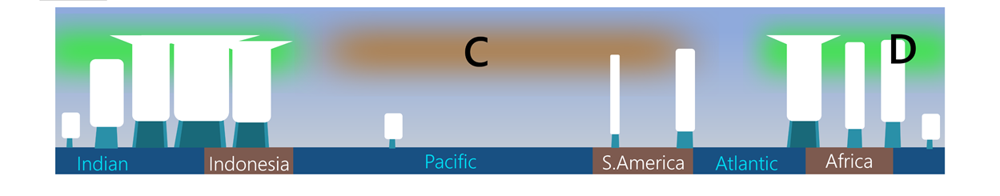 C
D
Indian
Indonesia
Pacific
S.America
Atlantic
Africa